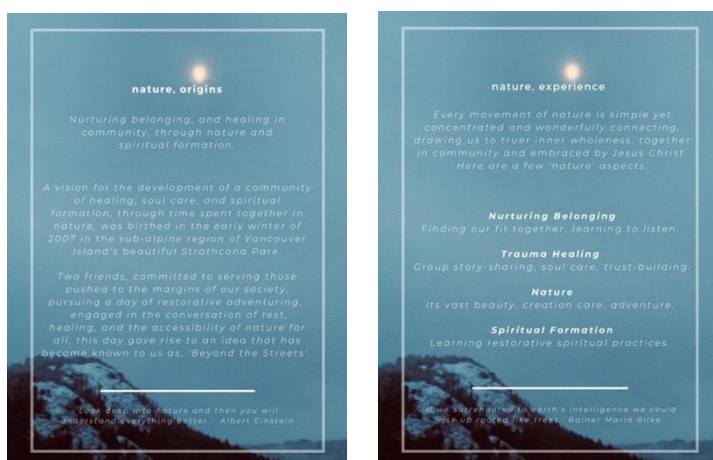 nature, origins
Nurturing belonging, and healing in
community, through nature and
spiritual formation.
A vision for the development of a community
of healing, soul care, and spiritual
formation, through time spent together in
nature, was birthed in the early winter of
2007 in the sub-alpine region of Vancouver
Island's beautiful Strathcona Park.
Two friends, committed to serving those
pushed to the margins of our society,
pursuing a day of restorative adventuring,
engaged in the conversation of rest,
healing, and the accessibility of nature for
all; this day gave rise to an idea that has
become known to us as, 'Beyond the Streets'.
'Look deep into nature and then you will
understand everything better.' Albert Einstein
nature, experience
Every movement of nature is simple yet
concentrated and wonderfully connecting,
drawing us to truer inner wholeness, together
in community and embraced by Jesus Christ.
Here are a few 'nature' aspects:
Nurturing Belonging
Finding our fit together, learning to listen.
Trauma Healing
Group story-sharing, soul care, trust-building.
Nature
Its vast beauty, creation care, adventure.
Spiritual Formation
Learning restorative spiritual practices.
'If we surrendered to earth's intelligence we could
rise up rooted like trees.' Rainer Maria Rilke